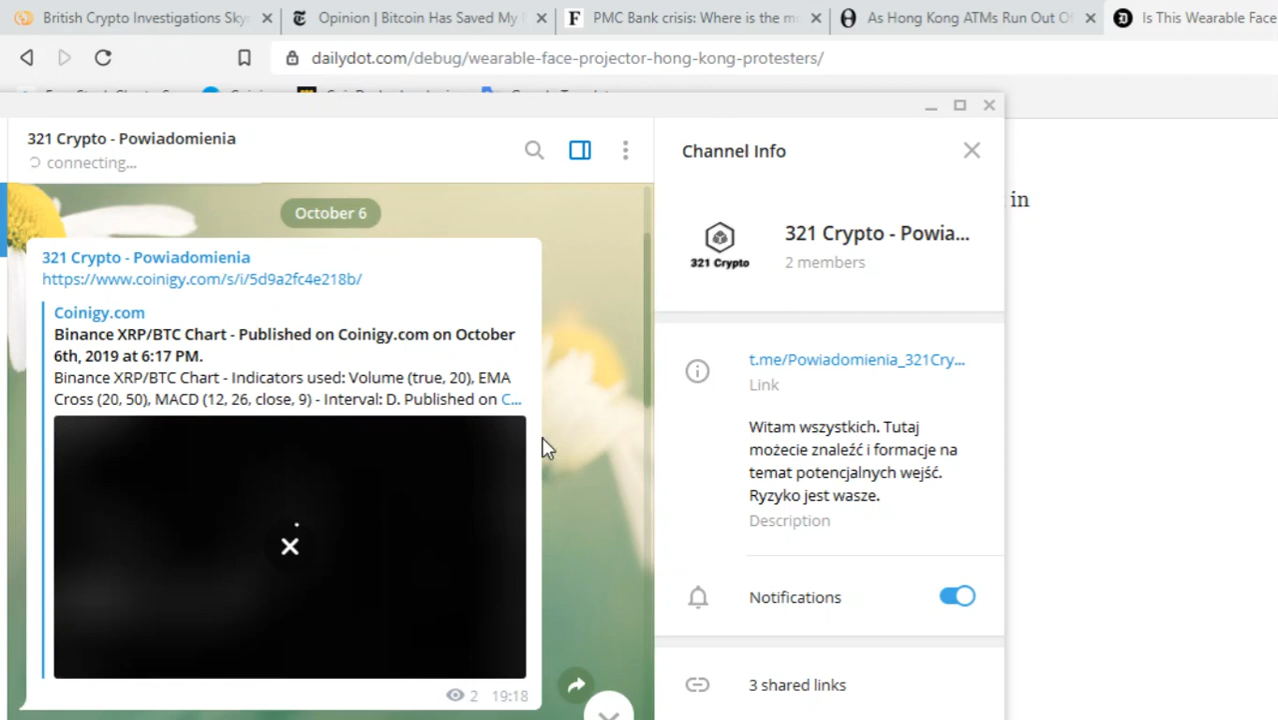 British Crypto Investigations Sky
Opinion | Bitcoin Has Saved My
PMC Bank crisis: Where is the m
As Hong Kong ATMs Run Out Of
Is This Wearable Face
dailydot.com/debug/wearable-face-projector-hong-kong-protesters/
321 Crypto - Powiadomienia
connecting...
Channel Info
in
October 6
321 Crypto
321 Crypto - Powia...
2 members
321 Crypto - Powiadomienia
https://www.coinigy.com/s/i/5d9a2fc4e218b/
Coinigy.com
Binance XRP/BTC Chart - Published on Coinigy.com on October
6th, 2019 at 6:17 PM.
Binance XRP/BTC Chart - Indicators used: Volume (true, 20), EMA
Cross (20, 50), MACD (12, 26, close, 9) - Interval: D. Published on C...
2 19:18
t.me/Powiadomienia_321Cry...
Link
Witam wszystkich. Tutaj
możecie znaleźć i formacje na
temat potencjalnych wejść.
Ryzyko jest wasze.
Description
Notifications
3 shared links